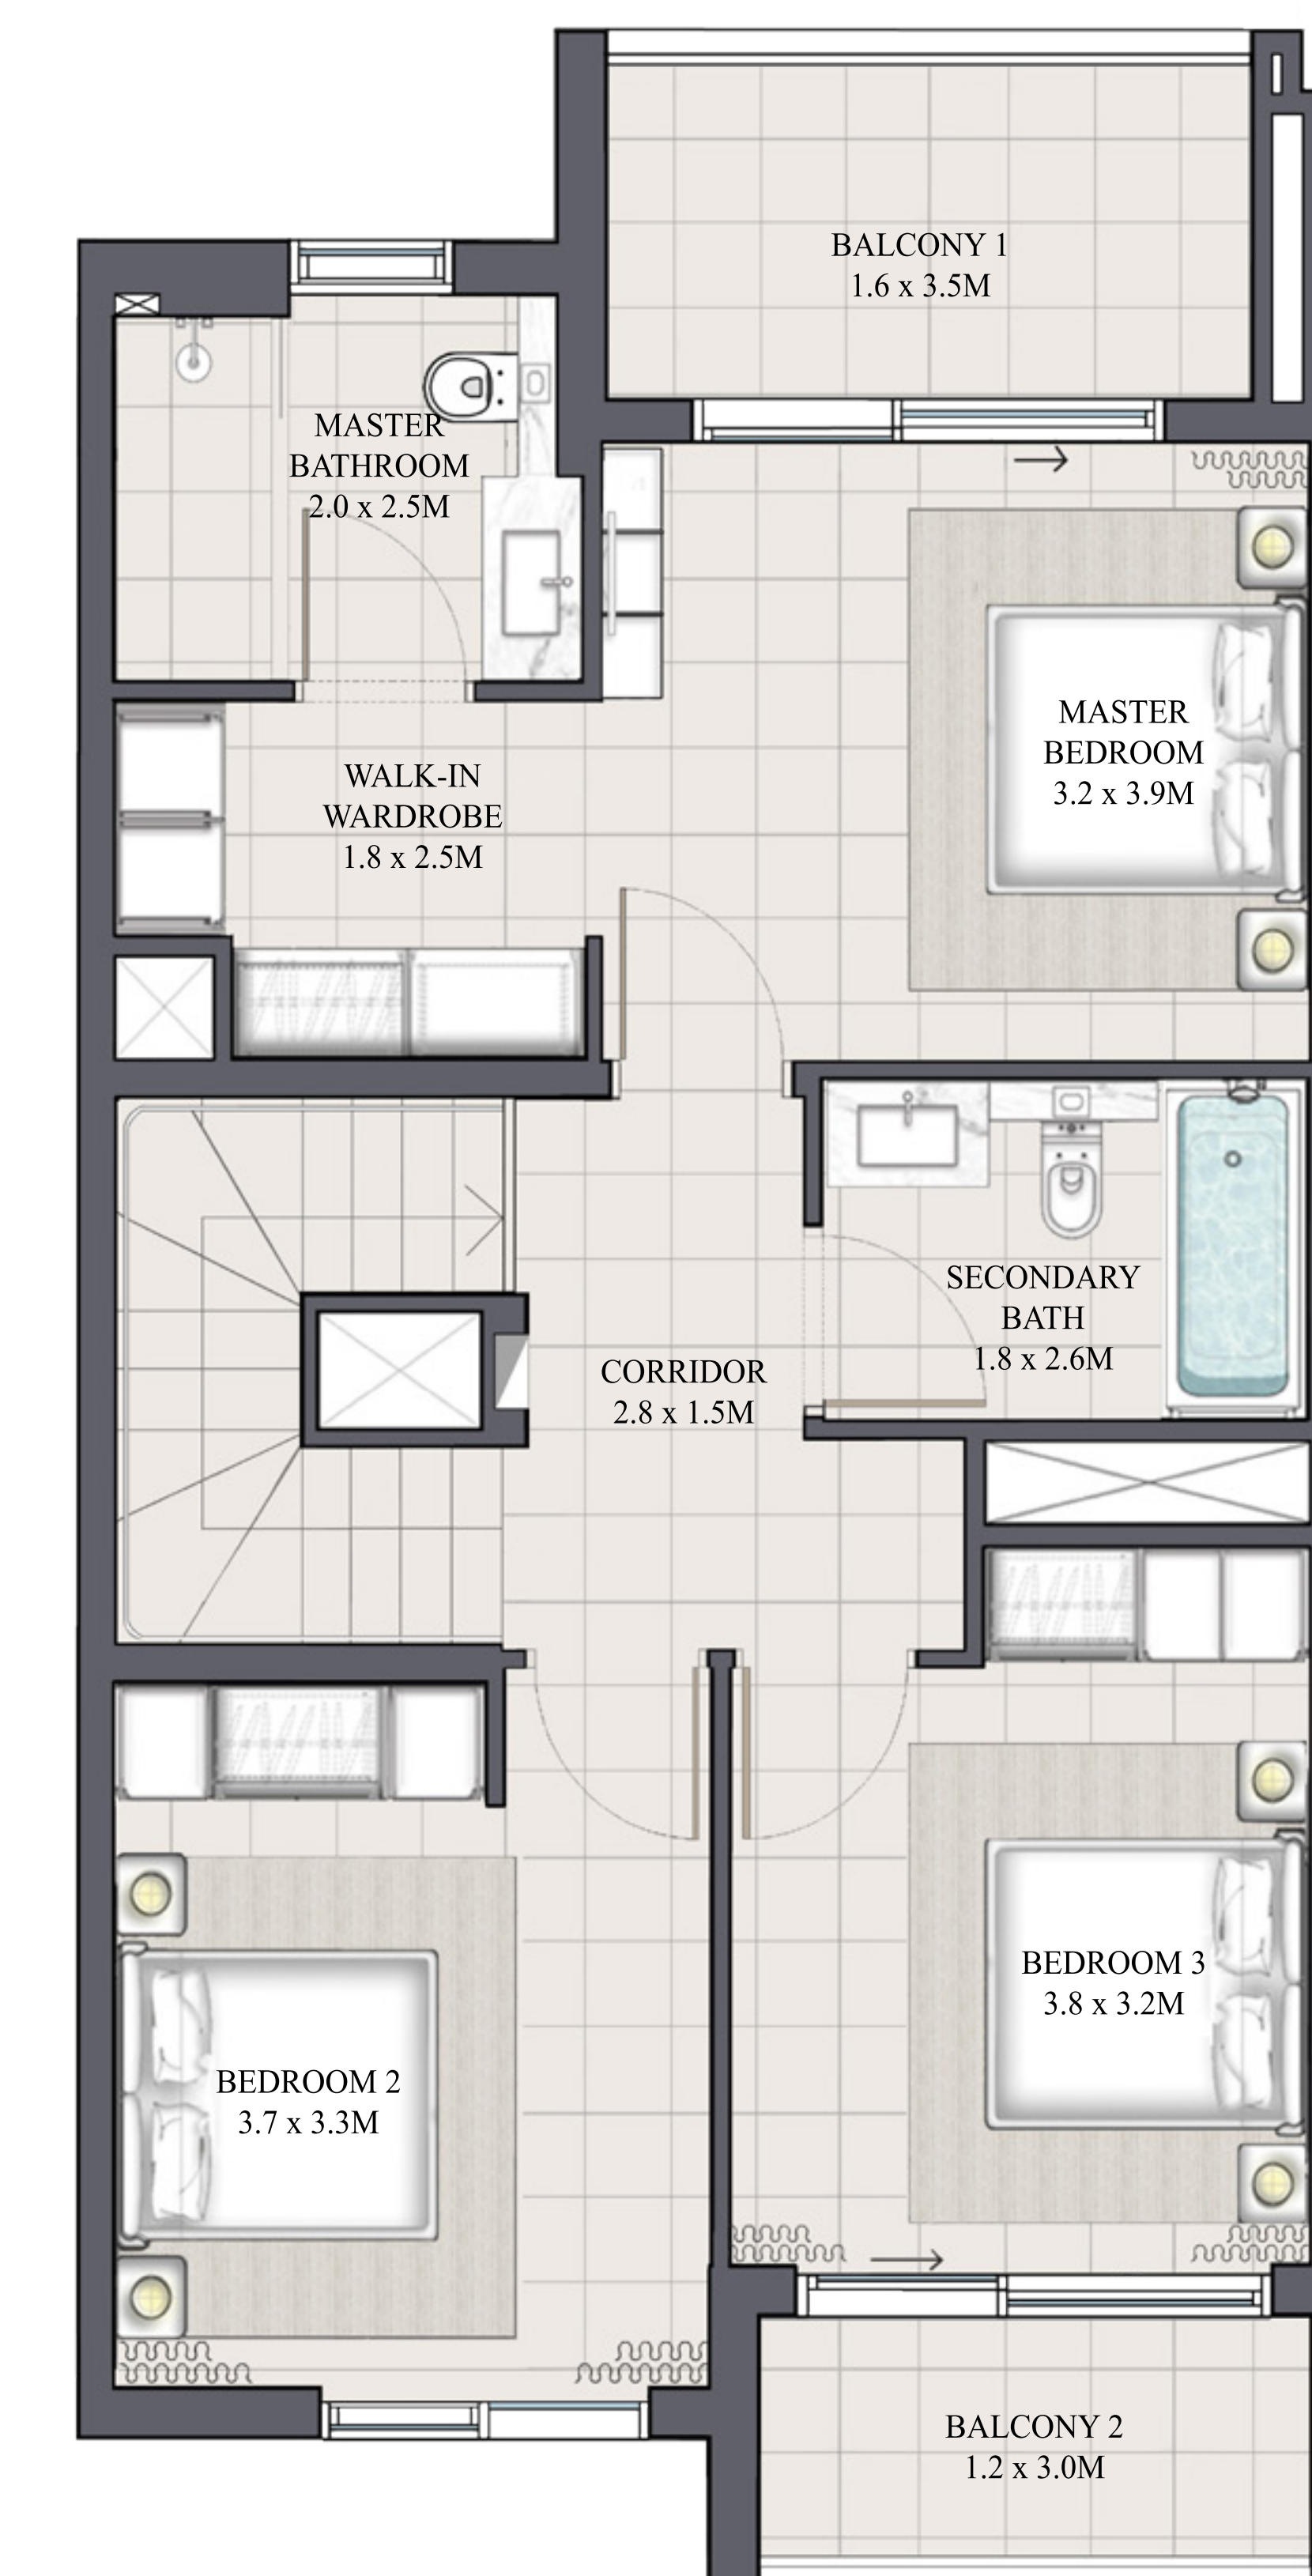 BALCONY 1
1.6 x 3.5M
MASTER
BATHROOM
2.0 x 2.5M
MASTER
BEDROOM
3.2 x 3.9M
WALK-IN
WARDROBE
1.8 x 2.5M
SECONDARY
BATH
1.8 x 2.6M
CORRIDOR
2.8 x 1.5M
BEDROOM 3
3.8 x 3.2M
BEDROOM 2
3.7 x 3.3M
BALCONY 2
1.2 x 3.0M